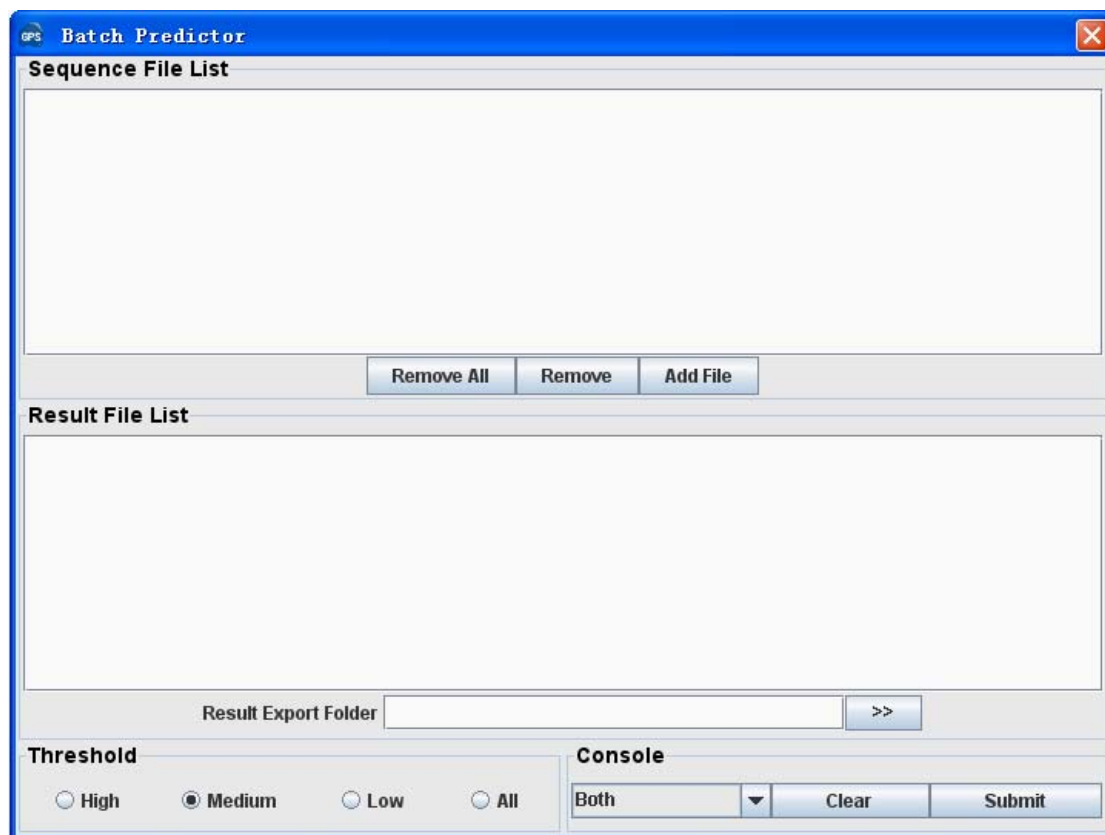 GPS Batch Predictor
Sequence File List
Remove All Remove Add File
Result File List
Result Export Folder >>
Threshold Console
High Medium Low All Both Clear Submit